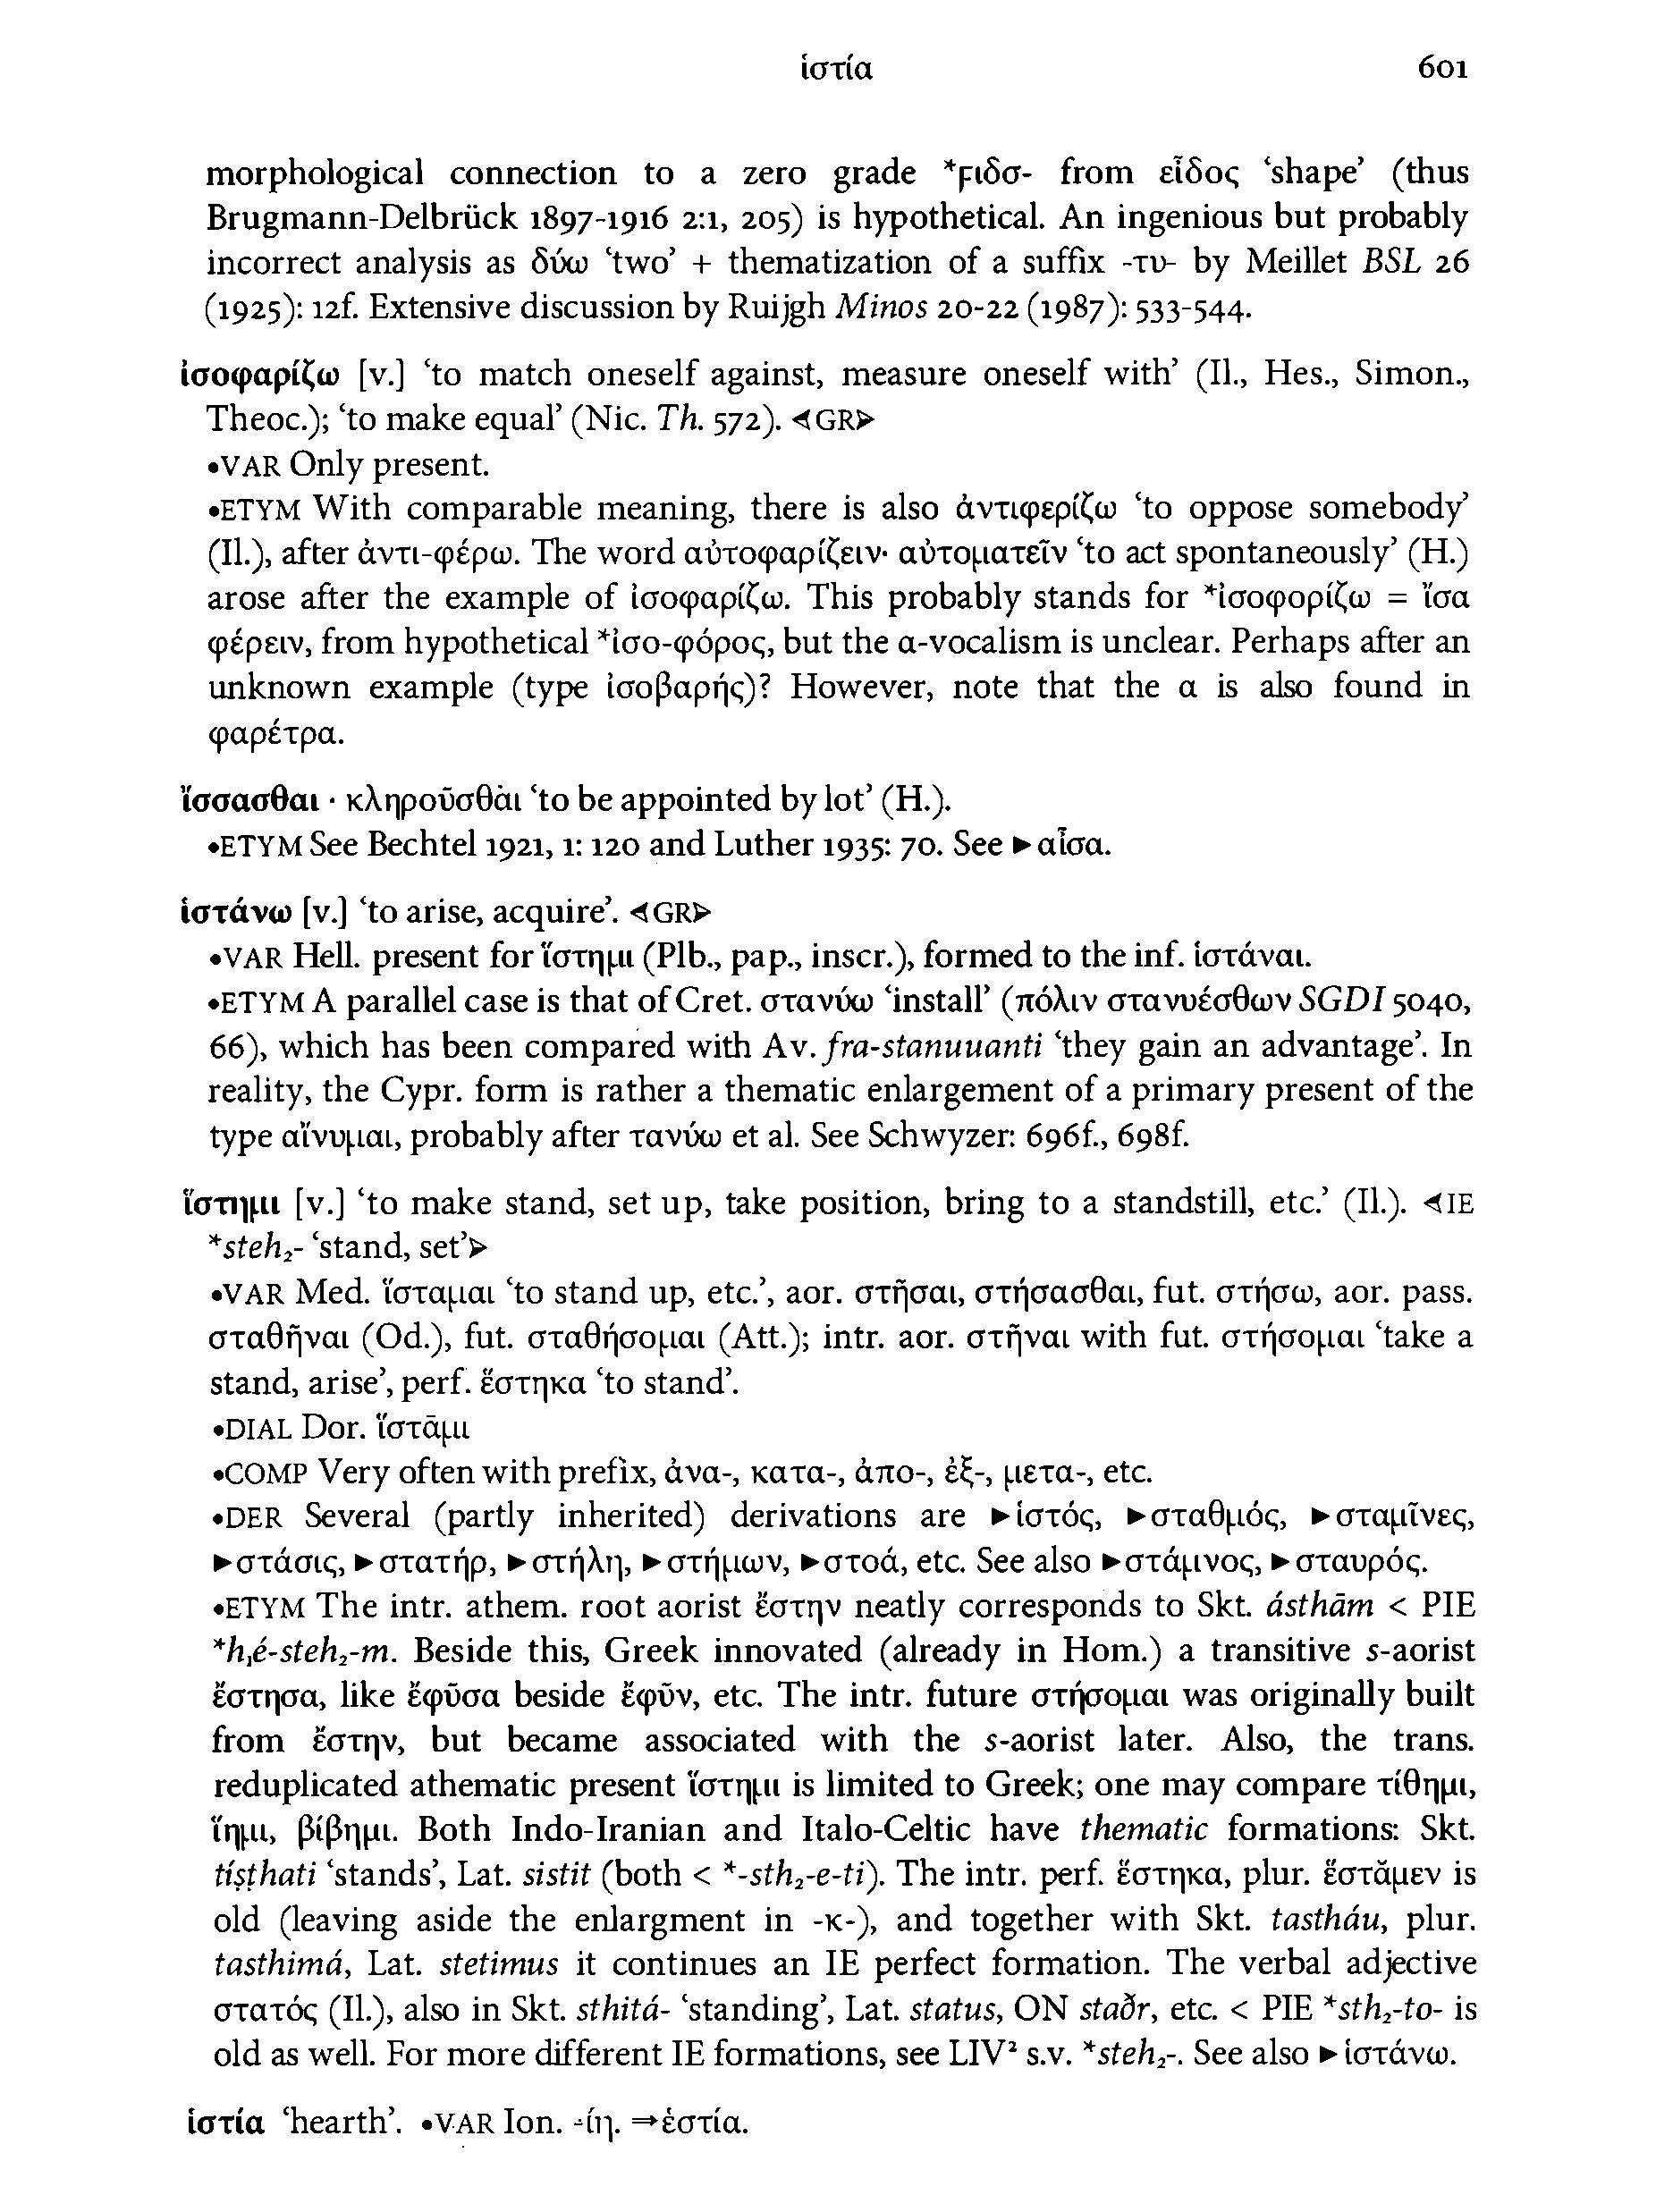 ἱστία 601
morphological connection to a zero grade *ϝιδσ- from εἶδος ‘shape’ (thus
Brugmann-Delbrück 1897-1916 2:1, 205) is hypothetical. An ingenious but probably
incorrect analysis as δύω ‘two’ + thematization of a suffix -τυ- by Meillet BSL 26
(1925): 12f. Extensive discussion by Ruijgh Minos 20-22 (1987): 533-544.
ἰσοφαρίζω [v.] ‘to match oneself against, measure oneself with’ (Il., Hes., Simon.,
Theoc.); ‘to make equal’ (Nic. Th. 572). ⊲GR⊳
•VAR Only present.
•ETYM With comparable meaning, there is also ἀντιφερίζω ‘to oppose somebody’
(Il.), after ἀντι-φέρω. The word αὐτοφαρίζειν· αὐτοματεῖν ‘to act spontaneously’ (H.)
arose after the example of ἰσοφαρίζω. This probably stands for *ἰσοφορίζω = ἴσα
φέρειν, from hypothetical *ἰσο-φόρος, but the α-vocalism is unclear. Perhaps after an
unknown example (type ἰσοβαρής)? However, note that the α is also found in
φαρέτρα.
ἴσσασθαι · κληροῦσθὰι ‘to be appointed by lot’ (H.).
•ETYM See Bechtel 1921, 1: 120 and Luther 1935: 70. See ►αἶσα.
ἱστάνω [v.] ‘to arise, acquire’. ⊲GR⊳
•VAR Hell. present for ἵστημι (Plb., pap., inscr.), formed to the inf. ἱστάναι.
•ETYM A parallel case is that of Cret. στανύω ‘install’ (πόλιν στανυέσθων SGDI 5040,
66), which has been compared with Av. fra-stanuuanti ‘they gain an advantage’. In
reality, the Cypr. form is rather a thematic enlargement of a primary present of the
type αἴνυμαι, probably after τανύω et al. See Schwyzer: 696f., 698f.
ἵστημι [v.] ‘to make stand, set up, take position, bring to a standstill, etc.’ (Il.). ⊲IE
*steh₂- ‘stand, set’⊳
•VAR Med. ἵσταμαι ‘to stand up, etc.’, aor. στῆσαι, στήσασθαι, fut. στήσω, aor. pass.
σταθῆναι (Od.), fut. σταθήσομαι (Att.); intr. aor. στῆναι with fut. στήσομαι ‘take a
stand, arise’, perf. ἕστηκα ‘to stand’.
•DIAL Dor. ἵστᾱμι
•COMP Very often with prefix, ἀνα-, κατα-, ἀπο-, ἐξ-, μετα-, etc.
•DER Several (partly inherited) derivations are ►ἱστός, ►σταθμός, ►σταμῖνες,
►στάσις, ►στατήρ, ►στήλη, ►στήμων, ►στοά, etc. See also ►στάμνος, ►σταυρός.
•ETYM The intr. athem. root aorist ἔστην neatly corresponds to Skt. ásthām < PIE
*h₁é-steh₂-m. Beside this, Greek innovated (already in Hom.) a transitive s-aorist
ἔστησα, like ἔφῡσα beside ἔφῡν, etc. The intr. future στήσομαι was originally built
from ἔστην, but became associated with the s-aorist later. Also, the trans.
reduplicated athematic present ἵστημι is limited to Greek; one may compare τίθημι,
ἵημι, βίβημι. Both Indo-Iranian and Italo-Celtic have thematic formations: Skt.
tíṣṭhati ‘stands’, Lat. sistit (both < *-sth₂-e-ti). The intr. perf. ἕστηκα, plur. ἕστᾰμεν is
old (leaving aside the enlargment in -κ-), and together with Skt. tastháu, plur.
tasthimá, Lat. stetimus it continues an IE perfect formation. The verbal adjective
στατός (Il.), also in Skt. sthitá- ‘standing’, Lat. status, ON staðr, etc. < PIE *sth₂-to- is
old as well. For more different IE formations, see LIV² s.v. *steh₂-. See also ►ἱστάνω.
ἱστία ‘hearth’. •VAR Ion. -ίη. ⇒ἑστία.